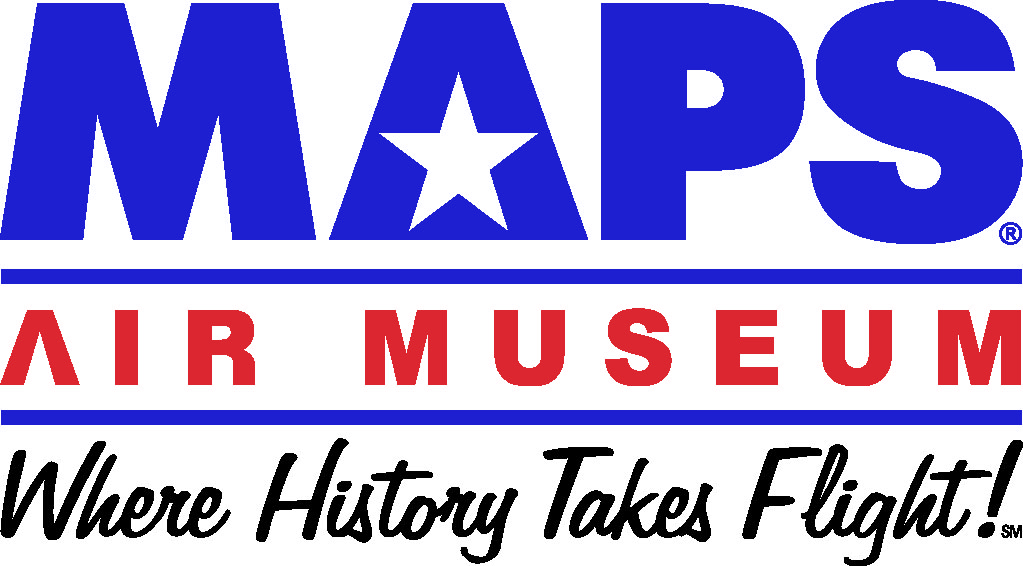 MAPS®
AIR MUSEUM
Where History Takes Flight!℠